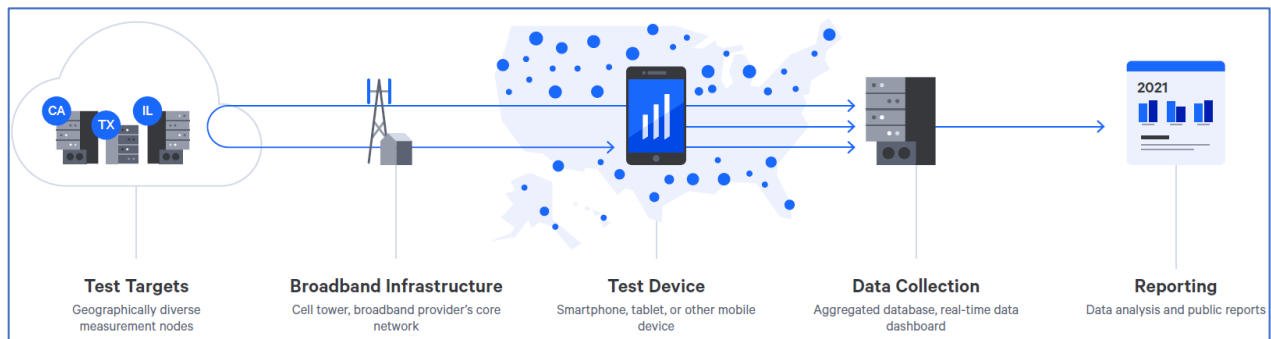 CA
TX
IL
2021
Test Targets
Geographically diverse
measurement nodes
Broadband Infrastructure
Cell tower, broadband provider's core
network
Test Device
Smartphone, tablet, or other mobile
device
Data Collection
Aggregated database, real-time data
dashboard
Reporting
Data analysis and public reports